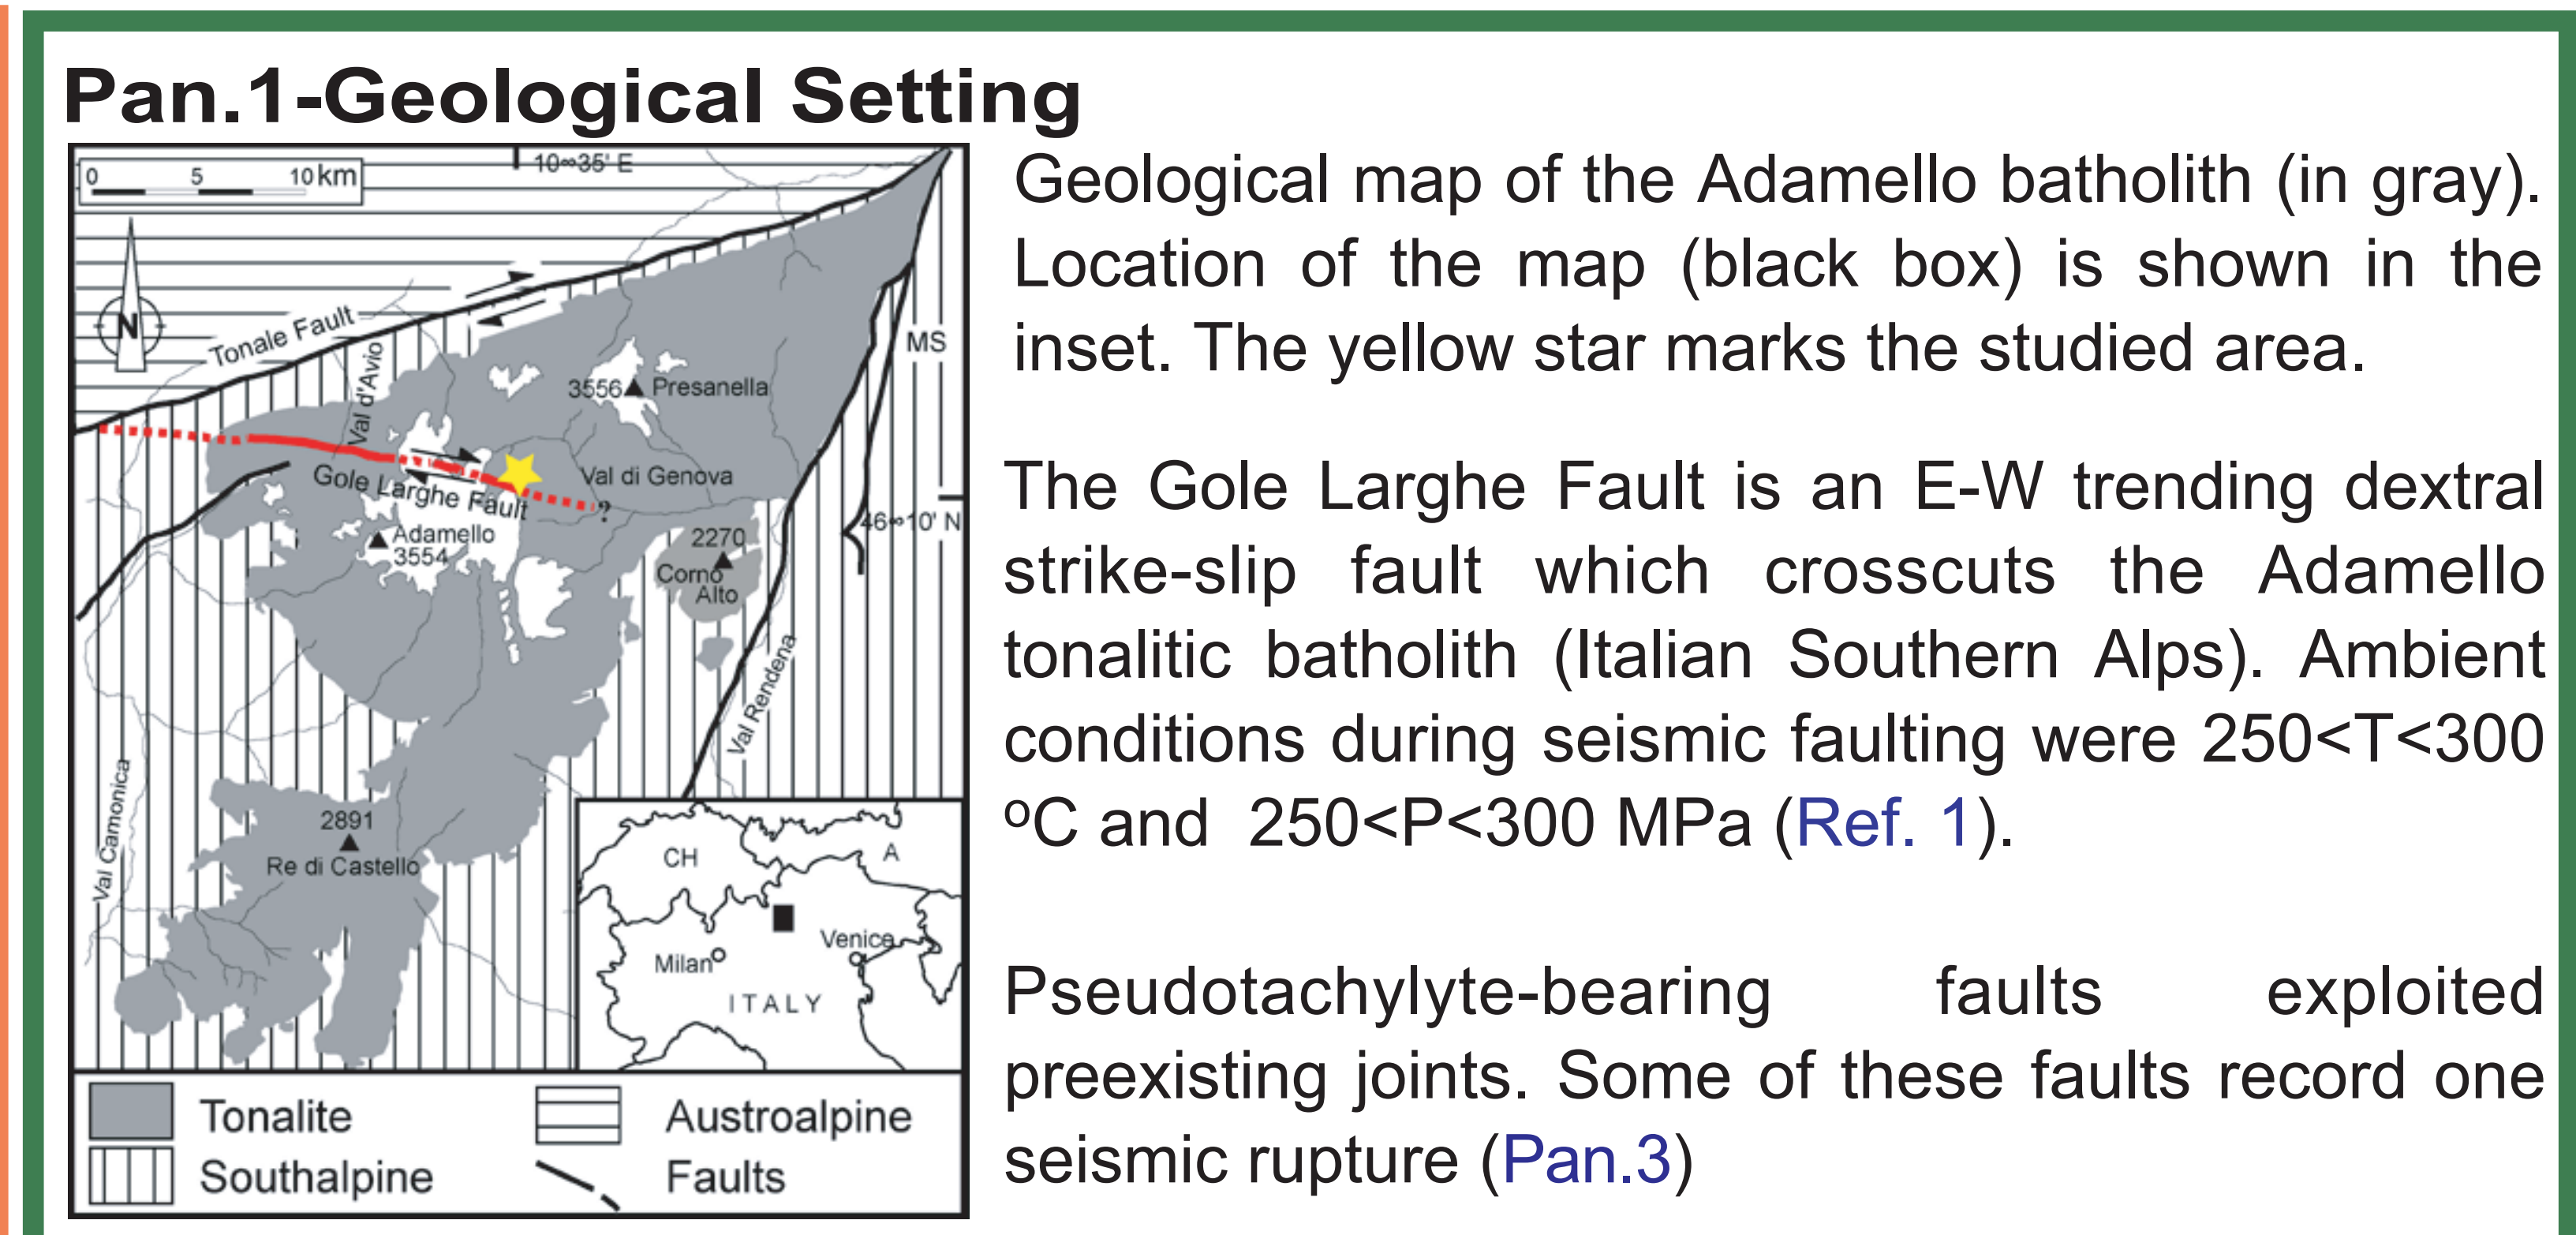 Pan.1-Geological Setting
0 5 10 km
10∞35' E
N
Tonale Fault
Val d'Avio
MS
3556 Presanella
Gole Larghe Fault
Val di Genova
?
46∞10' N
Adamello
3554
2270
Corno
Alto
Val Rendena
Val Camonica
2891
Re di Castello
CH
A
Venice
Milan
ITALY
Tonalite
Austroalpine
Southalpine
Faults
Geological map of the Adamello batholith (in gray).
Location of the map (black box) is shown in the
inset. The yellow star marks the studied area.
The Gole Larghe Fault is an E-W trending dextral
strike-slip fault which crosscuts the Adamello
tonalitic batholith (Italian Southern Alps). Ambient
conditions during seismic faulting were 250<T<300
ºC and 250<P<300 MPa (Ref. 1).
Pseudotachylyte-bearing faults exploited
preexisting joints. Some of these faults record one
seismic rupture (Pan.3)